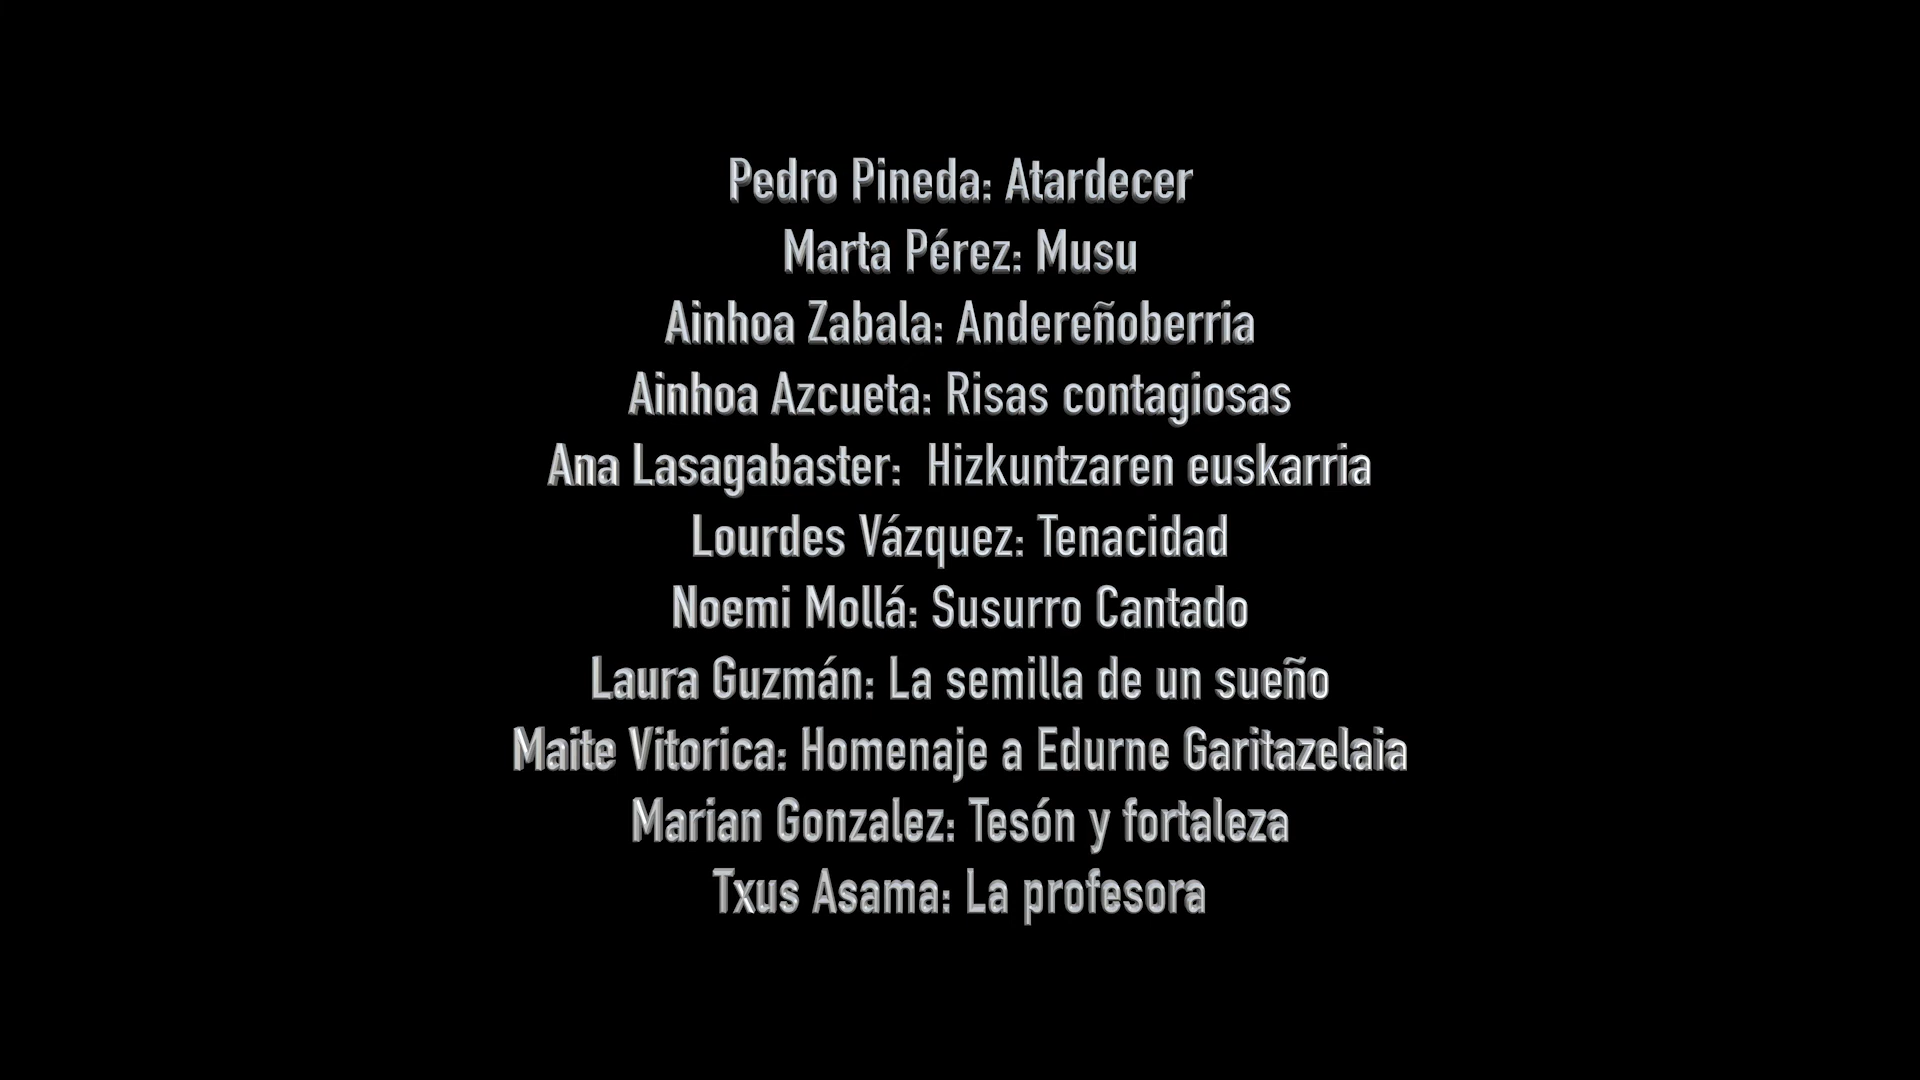 Pedro Pineda: Atardecer
Marta Pérez: Musu
Ainhoa Zabala: Andereñoberria
Ainhoa Azcueta: Risas contagiosas
Ana Lasagabaster:  Hizkuntzaren euskarria
Lourdes Vázquez: Tenacidad
Noemi Mollá: Susurro Cantado
Laura Guzmán: La semilla de un sueño
Maite Vitorica: Homenaje a Edurne Garitazelaia
Marian Gonzalez: Tesón y fortaleza
Txus Asama: La profesora